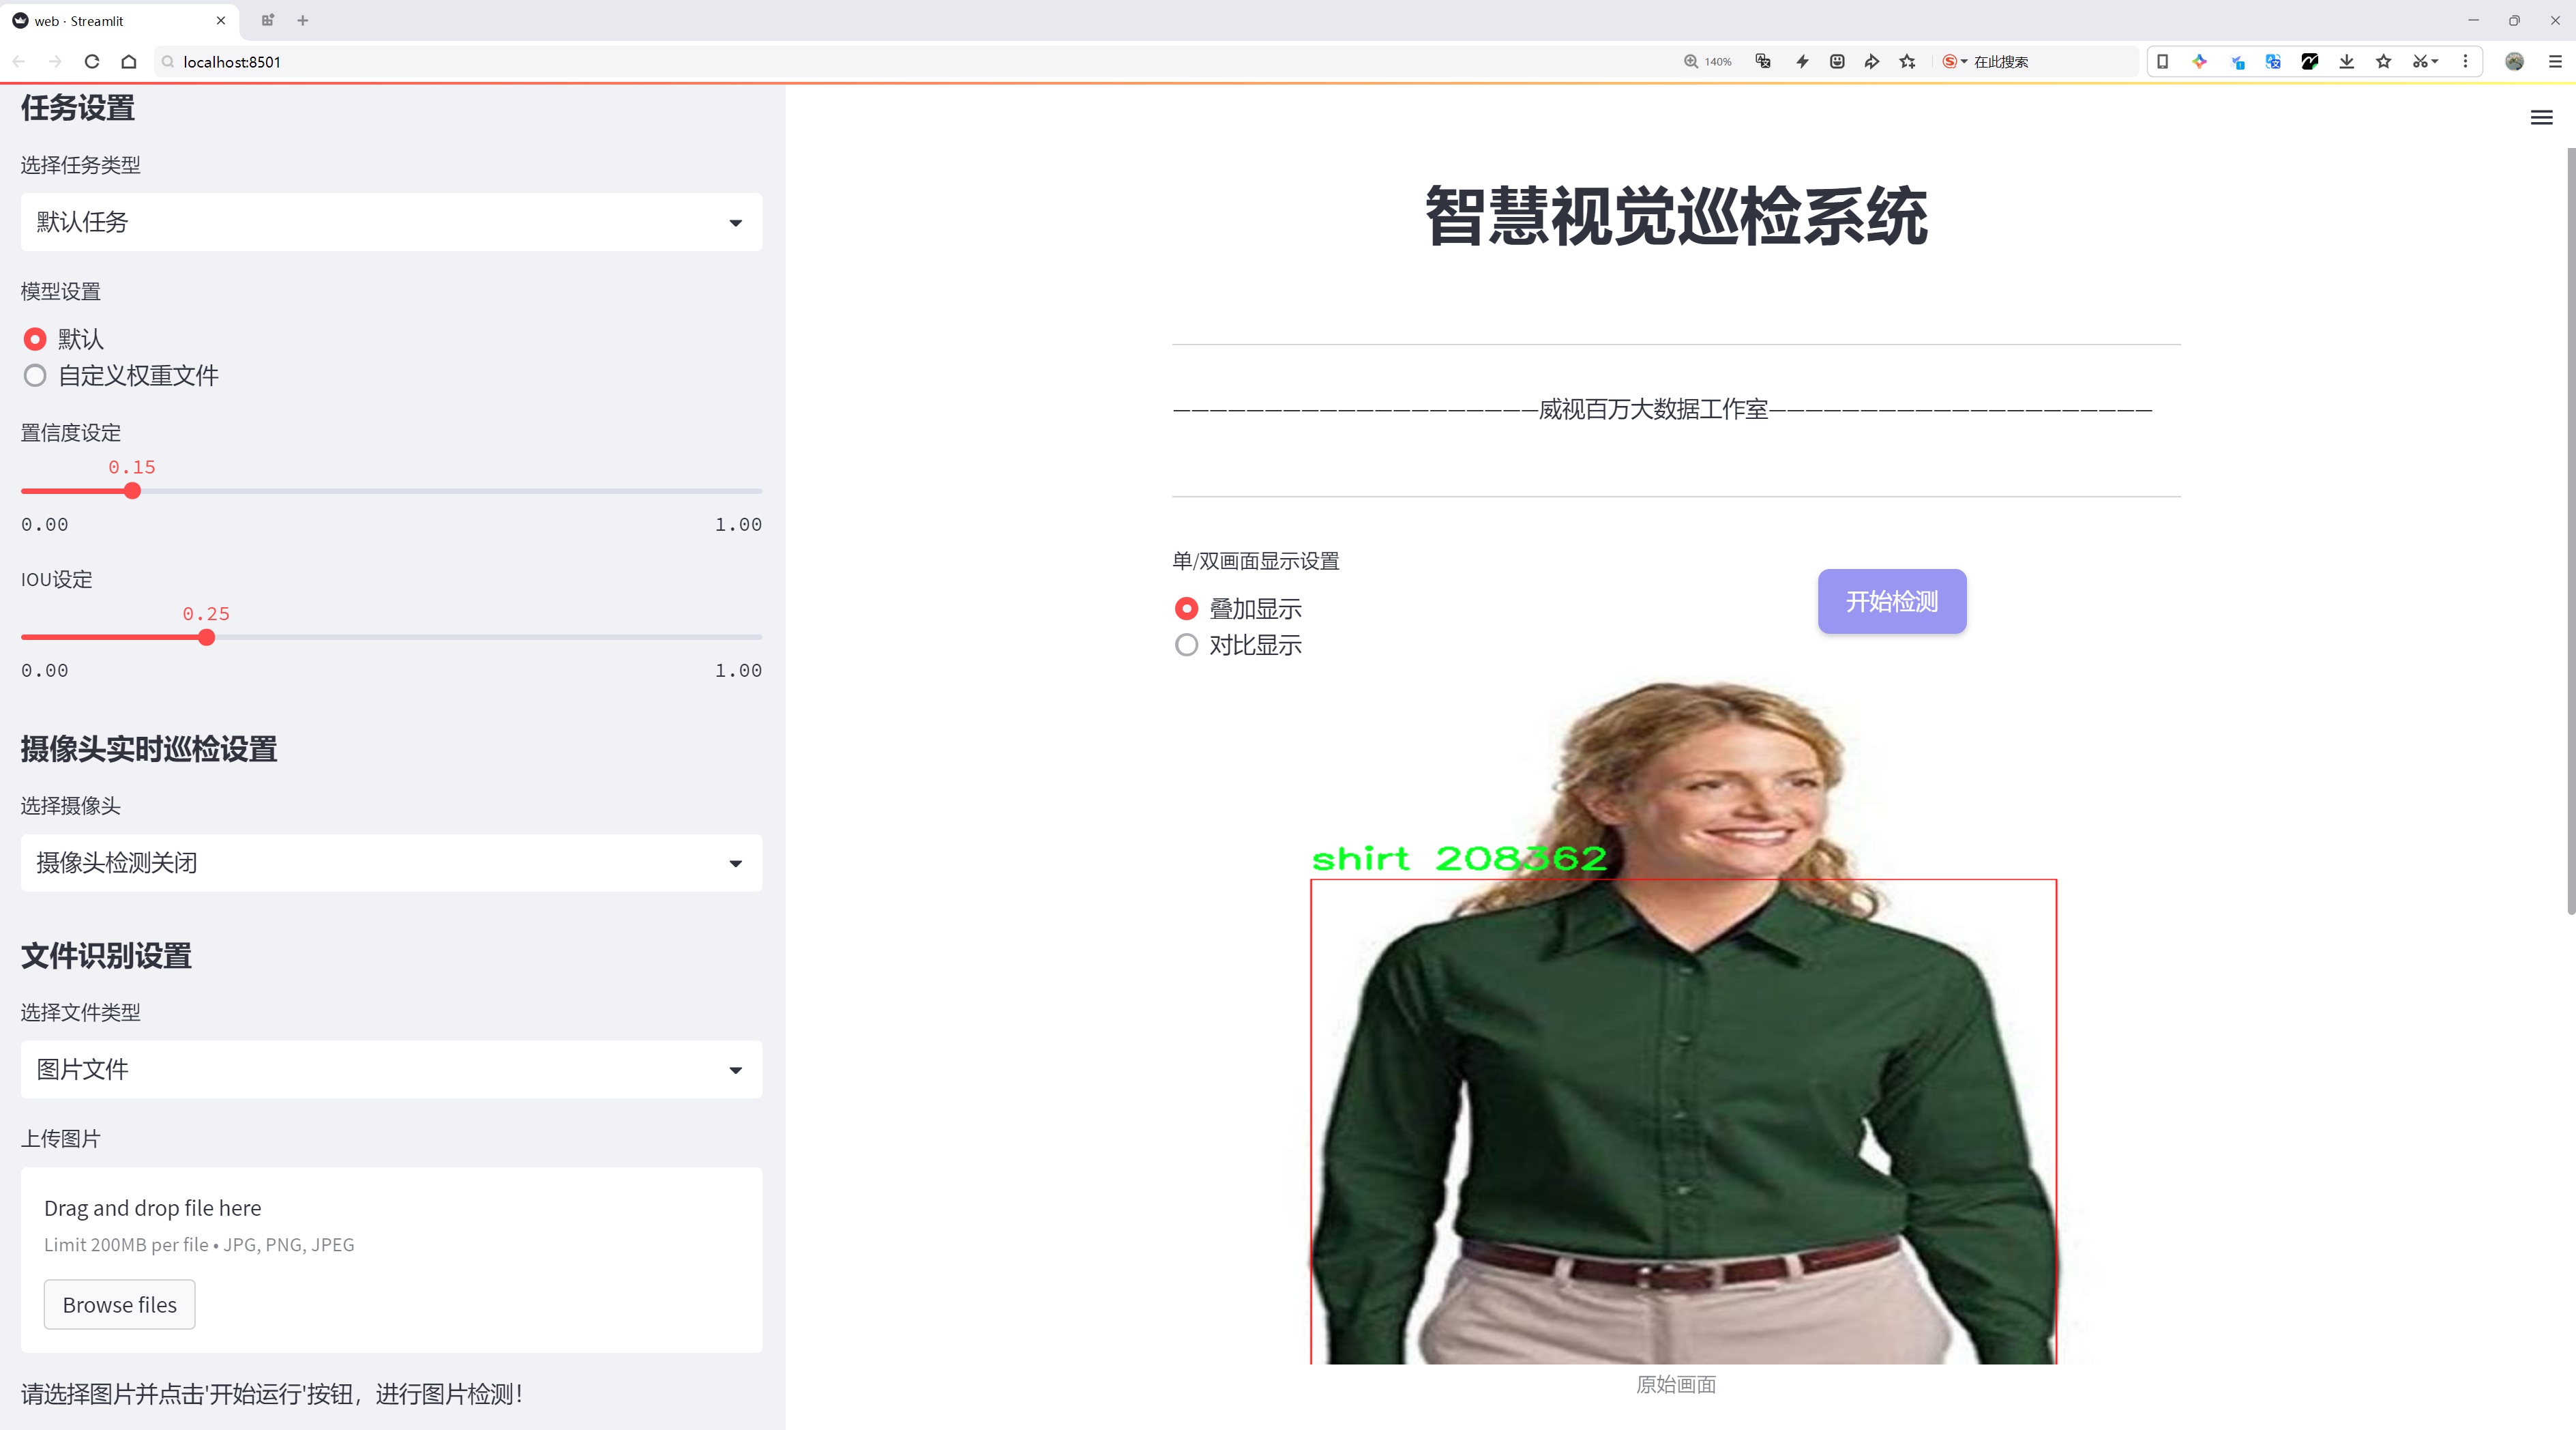 web · Streamlit
localhost:8501
140%
在此搜索
任务设置
选择任务类型
默认任务
模型设置
默认
自定义权重文件
置信度设定
0.15
0.00 1.00
IOU设定
0.25
0.00 1.00
摄像头实时巡检设置
选择摄像头
摄像头检测关闭
文件识别设置
选择文件类型
图片文件
上传图片
Drag and drop file here
Limit 200MB per file • JPG, PNG, JPEG
Browse files
请选择图片并点击'开始运行'按钮，进行图片检测！
智慧视觉巡检系统
————————————————————威视百万大数据工作室—————————————————————
单/双画面显示设置
叠加显示
对比显示
开始检测
shirt 208362
原始画面